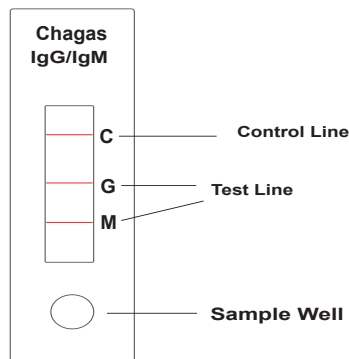 Chagas
IgG/IgM
C
Control Line
G
Test Line
M
Sample Well